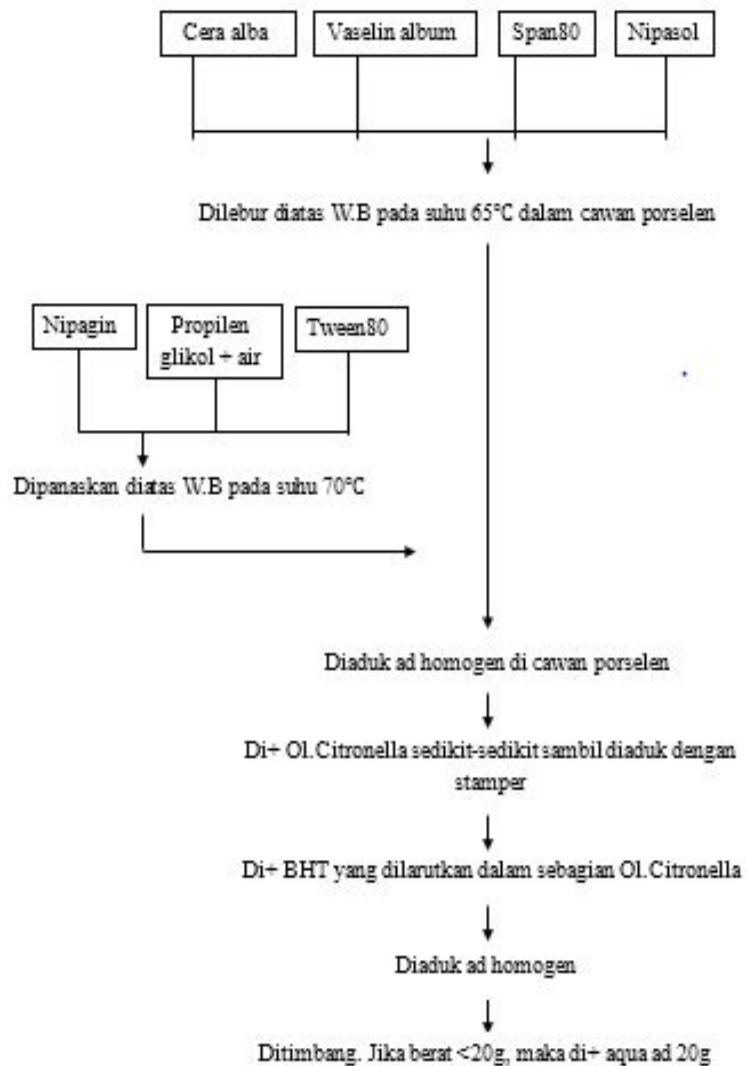 Cera alba
Vaselin album
Span80
Nipasol
Dilebur diatas W.B pada suhu 65°C dalam cawan porselen
Nipagin
Propilen
glikol + air
Tween80
Dipanaskan diatas W.B pada suhu 70°C
Diaduk ad homogen di cawan porselen
Di+ Ol.Citronella sedikit-sedikit sambil diaduk dengan
stamper
Di+ BHT yang dilarutkan dalam sebagian Ol.Citronella
Diaduk ad homogen
Ditimbang. Jika berat <20g, maka di+ aqua ad 20g